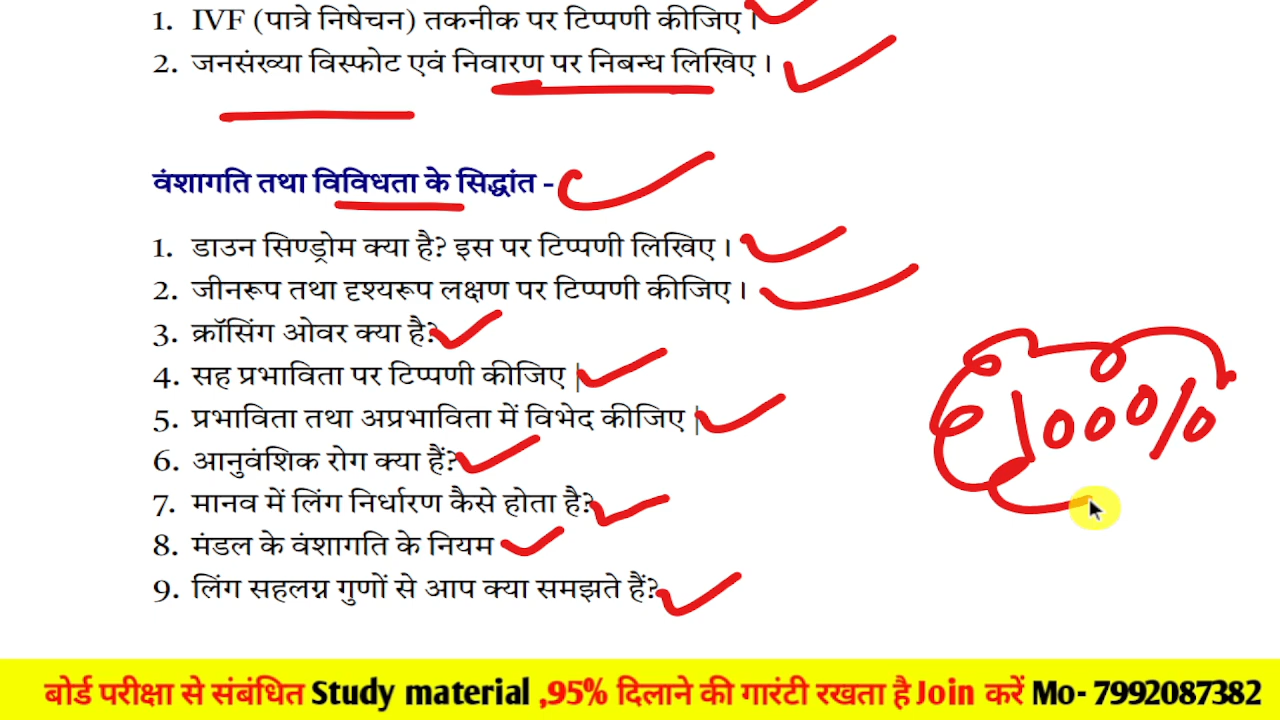 1. IVF (पात्रे निषेचन) तकनीक पर टिप्पणी कीजिए।
2. जनसंख्या विस्फोट एवं निवारण पर निबन्ध लिखिए।
वंशागति तथा विविधता के सिद्धांत -
1. डाउन सिण्ड्रोम क्या है? इस पर टिप्पणी लिखिए।
2. जीनरूप तथा दृश्यरूप लक्षण पर टिप्पणी कीजिए।
3. क्रॉसिंग ओवर क्या है?
4. सह प्रभाविता पर टिप्पणी कीजिए |
5. प्रभाविता तथा अप्रभाविता में विभेद कीजिए |
100%
6. आनुवंशिक रोग क्या हैं?
7. मानव में लिंग निर्धारण कैसे होता है?
8. मंडल के वंशागति के नियम
9. लिंग सहलग्न गुणों से आप क्या समझते हैं?
बोर्ड परीक्षा से संबंधित Study material ,95% दिलाने की गारंटी रखता है Join करें Mo- 7992087382